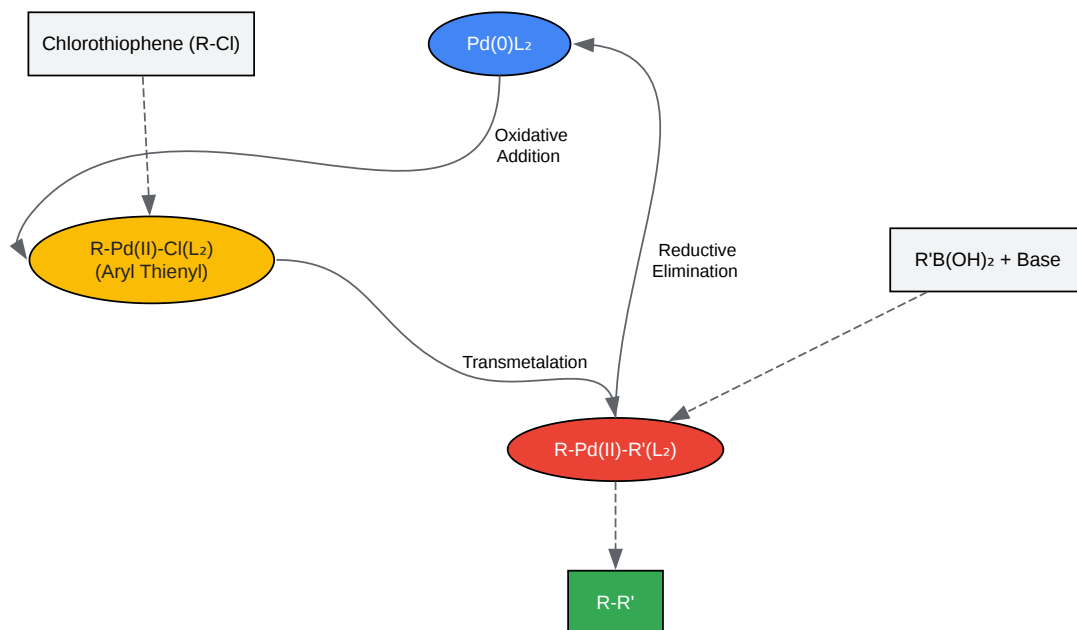 Chlorothiophene (R-Cl)
Pd(0)L₂
Oxidative
Addition
R-Pd(II)-Cl(L₂)
(Aryl Thienyl)
Reductive
Elimination
R'B(OH)₂ + Base
Transmetalation
R-Pd(II)-R'(L₂)
R-R'